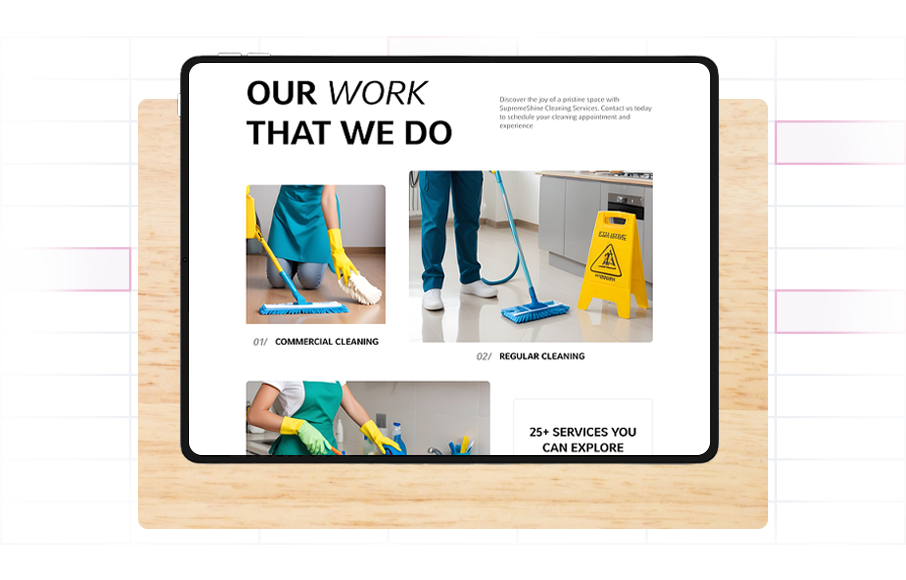 OUR WORK
THAT WE DO
Discover the joy of a pristine space with
SupremeShine Cleaning Services. Contact us today
to schedule your cleaning appointment and
experience
01/ COMMERCIAL CLEANING
02/ REGULAR CLEANING
25+ SERVICES YOU
CAN EXPLORE